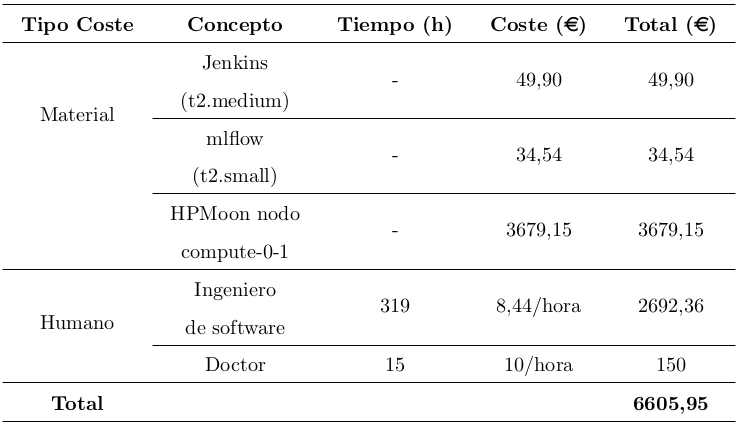 Tipo Coste Concepto Tiempo (h) Coste (€) Total (€)
Material
Jenkins
(t2.medium)
- 49,90 49,90
mlflow
(t2.small)
- 34,54 34,54
HPMoon nodo
compute-0-1
- 3679,15 3679,15
Humano
Ingeniero
de software
319 8,44/hora 2692,36
Doctor 15 10/hora 150
Total 6605,95